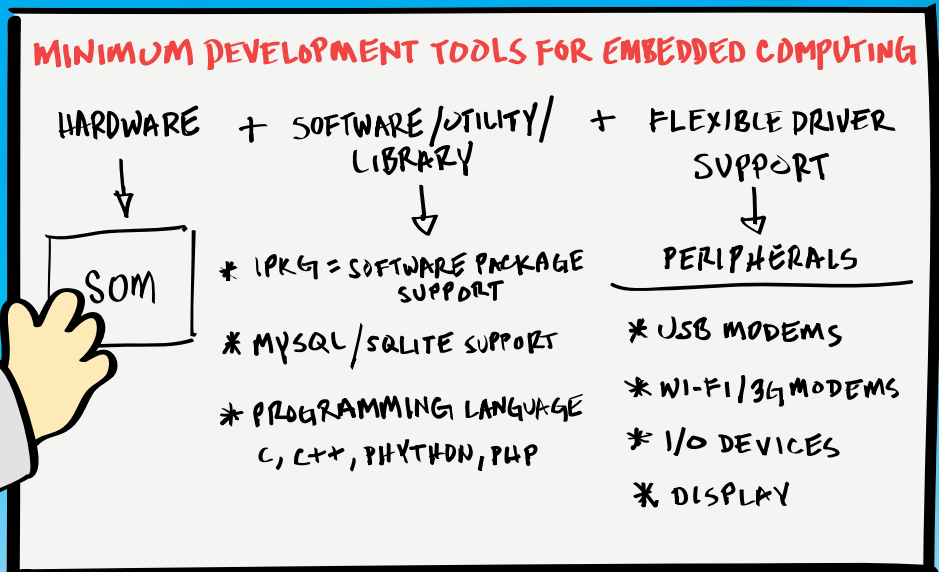 MINIMUM DEVELOPMENT TOOLS FOR EMBEDDED COMPUTING
HARDWARE + SOFTWARE/UTILITY/ + FLEXIBLE DRIVER
LIBRARY
SUPPORT
SOM
* IPKG = SOFTWARE PACKAGE
SUPPORT
* MYSQL/SQLITE SUPPORT
* PROGRAMMING LANGUAGE
C, C++, PHYTHON, PHP
PERIPHERALS
* USB MODEMS
* WI-FI/3G MODEMS
* I/O DEVICES
* DISPLAY